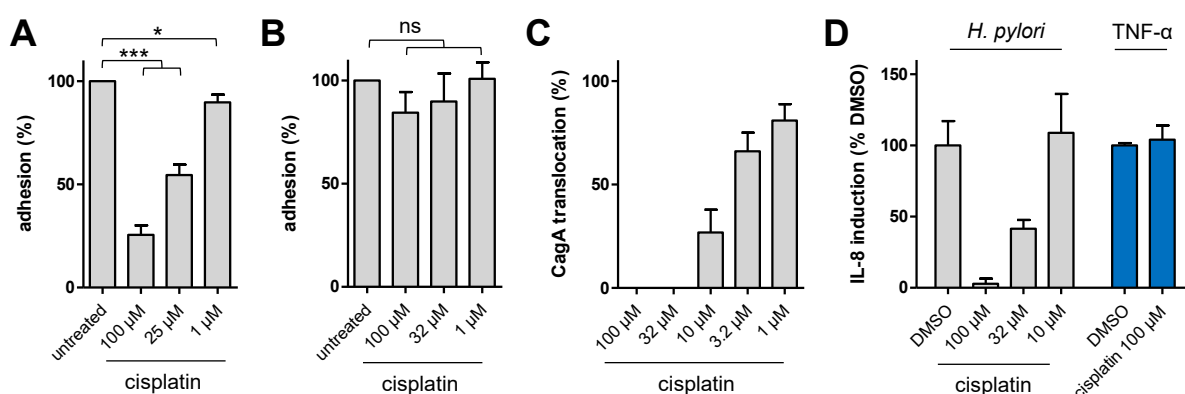 A
*
***
100
50
0
adhesion (%)
untreated
100 µM
25 µM
1 µM
cisplatin
B
ns
100
50
0
adhesion (%)
untreated
100 µM
32 µM
1 µM
cisplatin
C
100
50
0
CagA translocation (%)
100 µM
32 µM
10 µM
3.2 µM
1 µM
cisplatin
D
H. pylori
TNF-α
150
100
50
0
IL-8 induction (% DMSO)
DMSO
100 µM
32 µM
10 µM
cisplatin
DMSO
cisplatin 100 µM